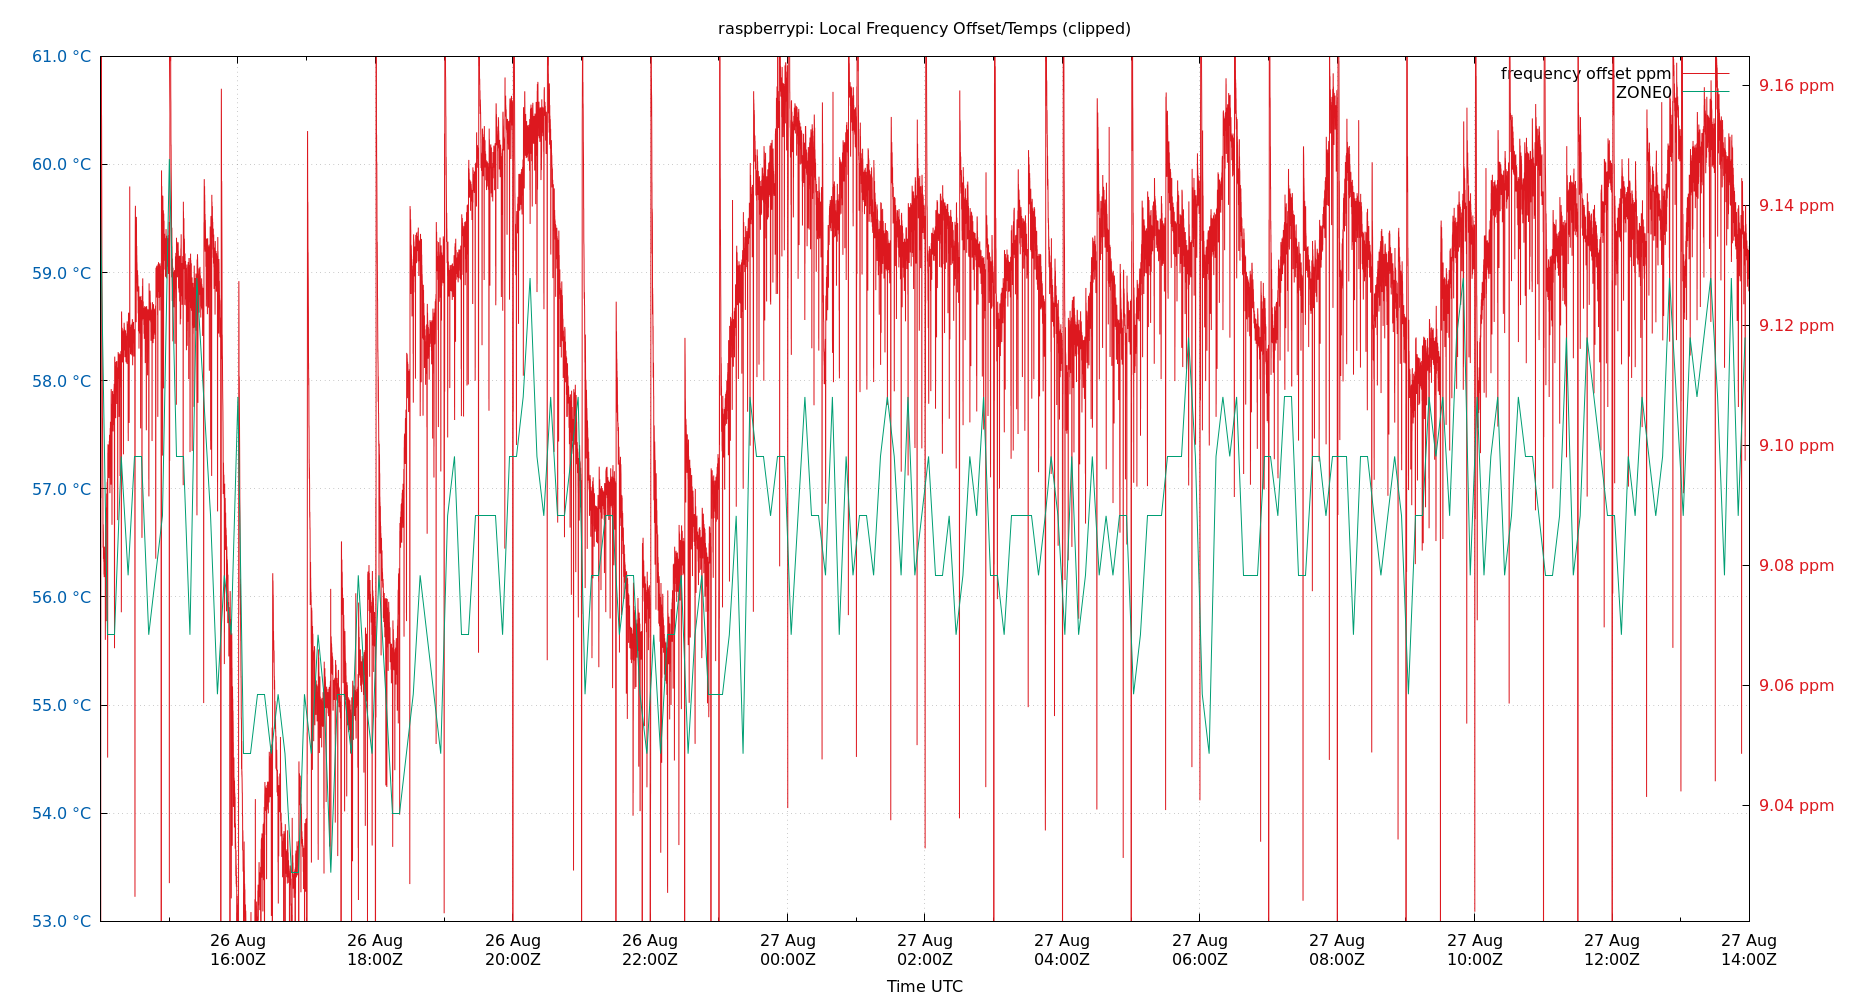 raspberrypi: Local Frequency Offset/Temps (clipped)
61.0 °C
60.0 °C
59.0 °C
58.0 °C
57.0 °C
56.0 °C
55.0 °C
54.0 °C
53.0 °C
frequency offset ppm
ZONE0
9.16 ppm
9.14 ppm
9.12 ppm
9.10 ppm
9.08 ppm
9.06 ppm
9.04 ppm
26 Aug 26 Aug 26 Aug 26 Aug 27 Aug 27 Aug 27 Aug 27 Aug 27 Aug 27 Aug 27 Aug 27 Aug
16:00Z 18:00Z 20:00Z 22:00Z 00:00Z 02:00Z 04:00Z 06:00Z 08:00Z 10:00Z 12:00Z 14:00Z
Time UTC